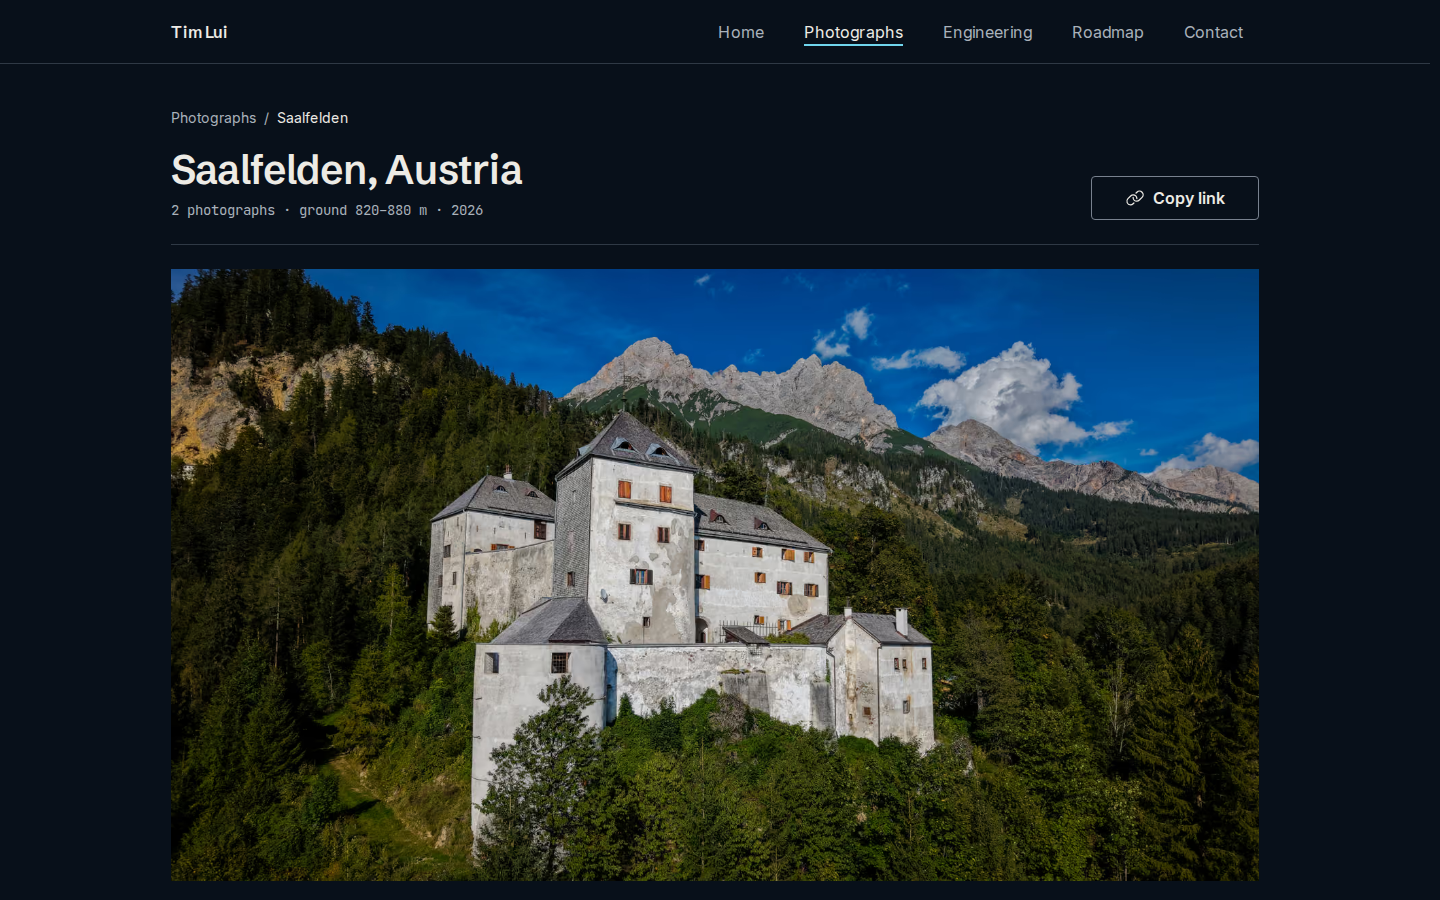 Tim Lui
Home Photographs Engineering Roadmap Contact
Photographs / Saalfelden
Saalfelden, Austria
2 photographs · ground 820–880 m · 2026
Copy link